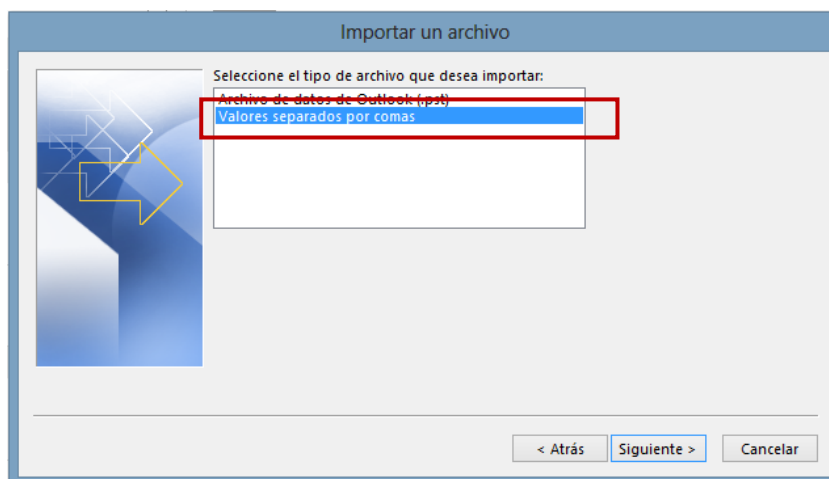 Importar un archivo
Seleccione el tipo de archivo que desea importar:
Archivo de datos de Outlook (.pst)
Valores separados por comas
< Atrás
Siguiente >
Cancelar